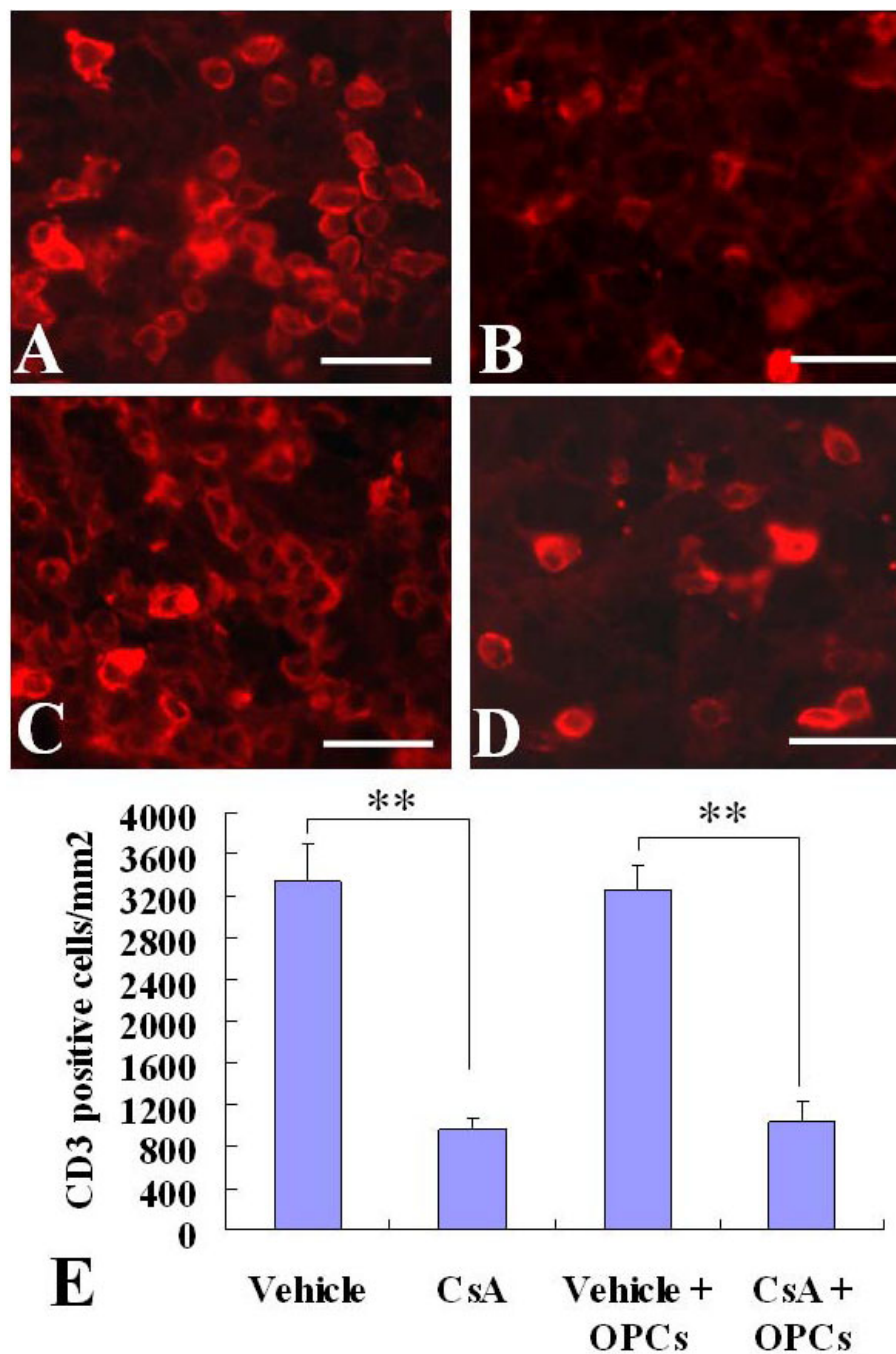 A
B
C
D
**
**
CD3 positive cells/mm2
4000
3600
3200
2800
2400
2000
1600
1200
800
400
0
E
Vehicle
CsA
Vehicle +
OPCs
CsA +
OPCs